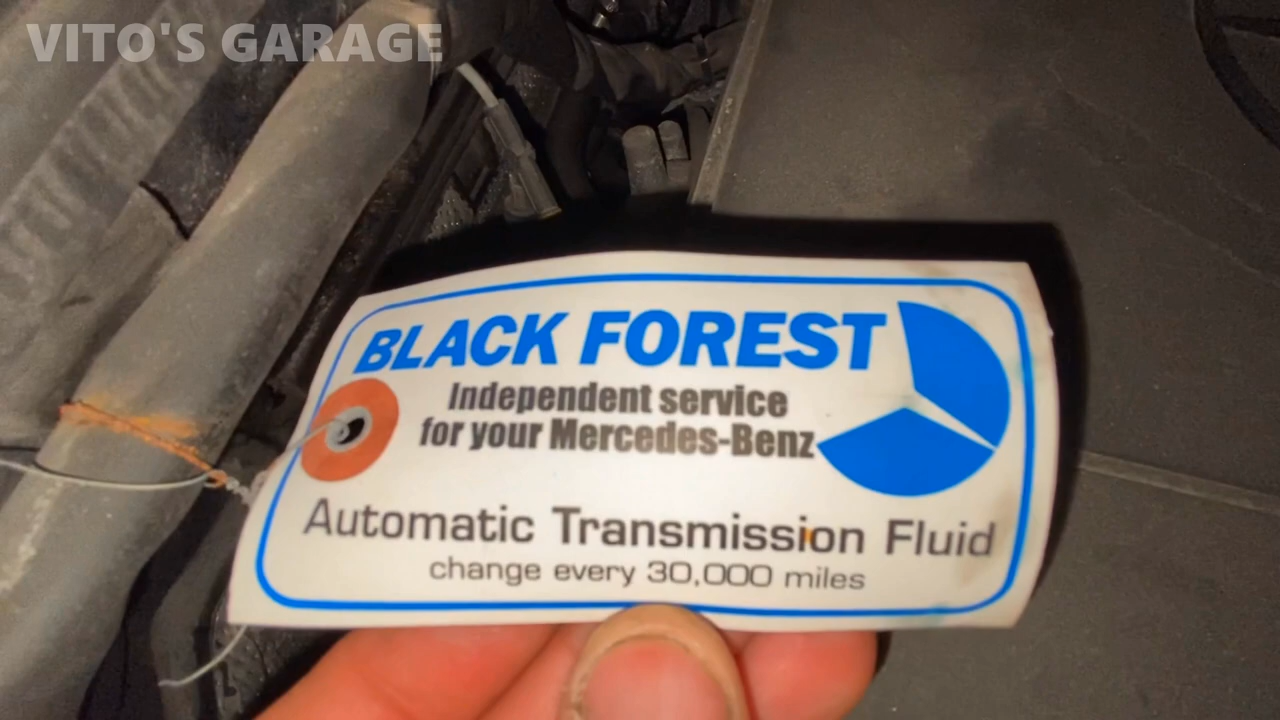 VITO'S GARAGE
BLACK FOREST
Independent service
for your Mercedes-Benz
Automatic Transmission Fluid
change every 30,000 miles